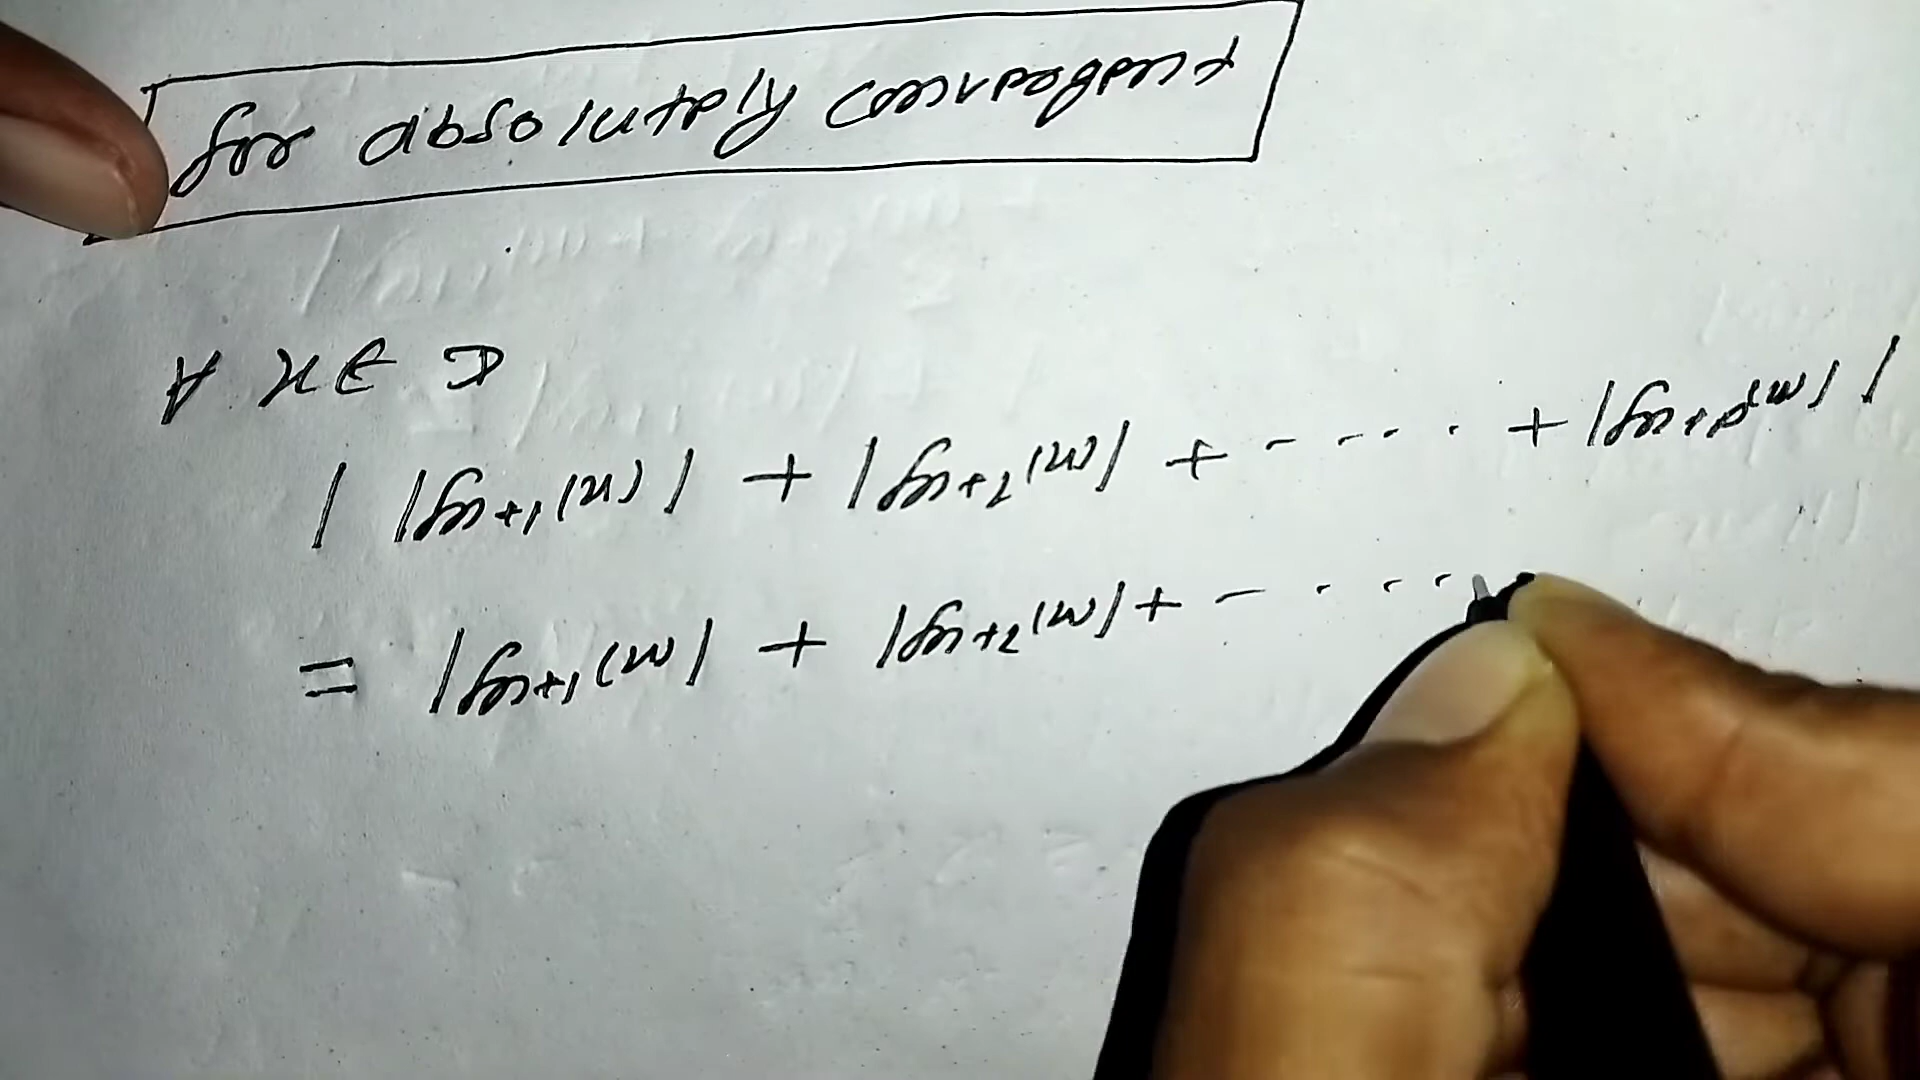 for absolutely convergent
∀ x ∈ D
| |fn+1(x)| + |fn+2(x)| + - - - - . + |fn+p(x)| |
= |fn+1(x)| + |fn+2(x)| + - - - -